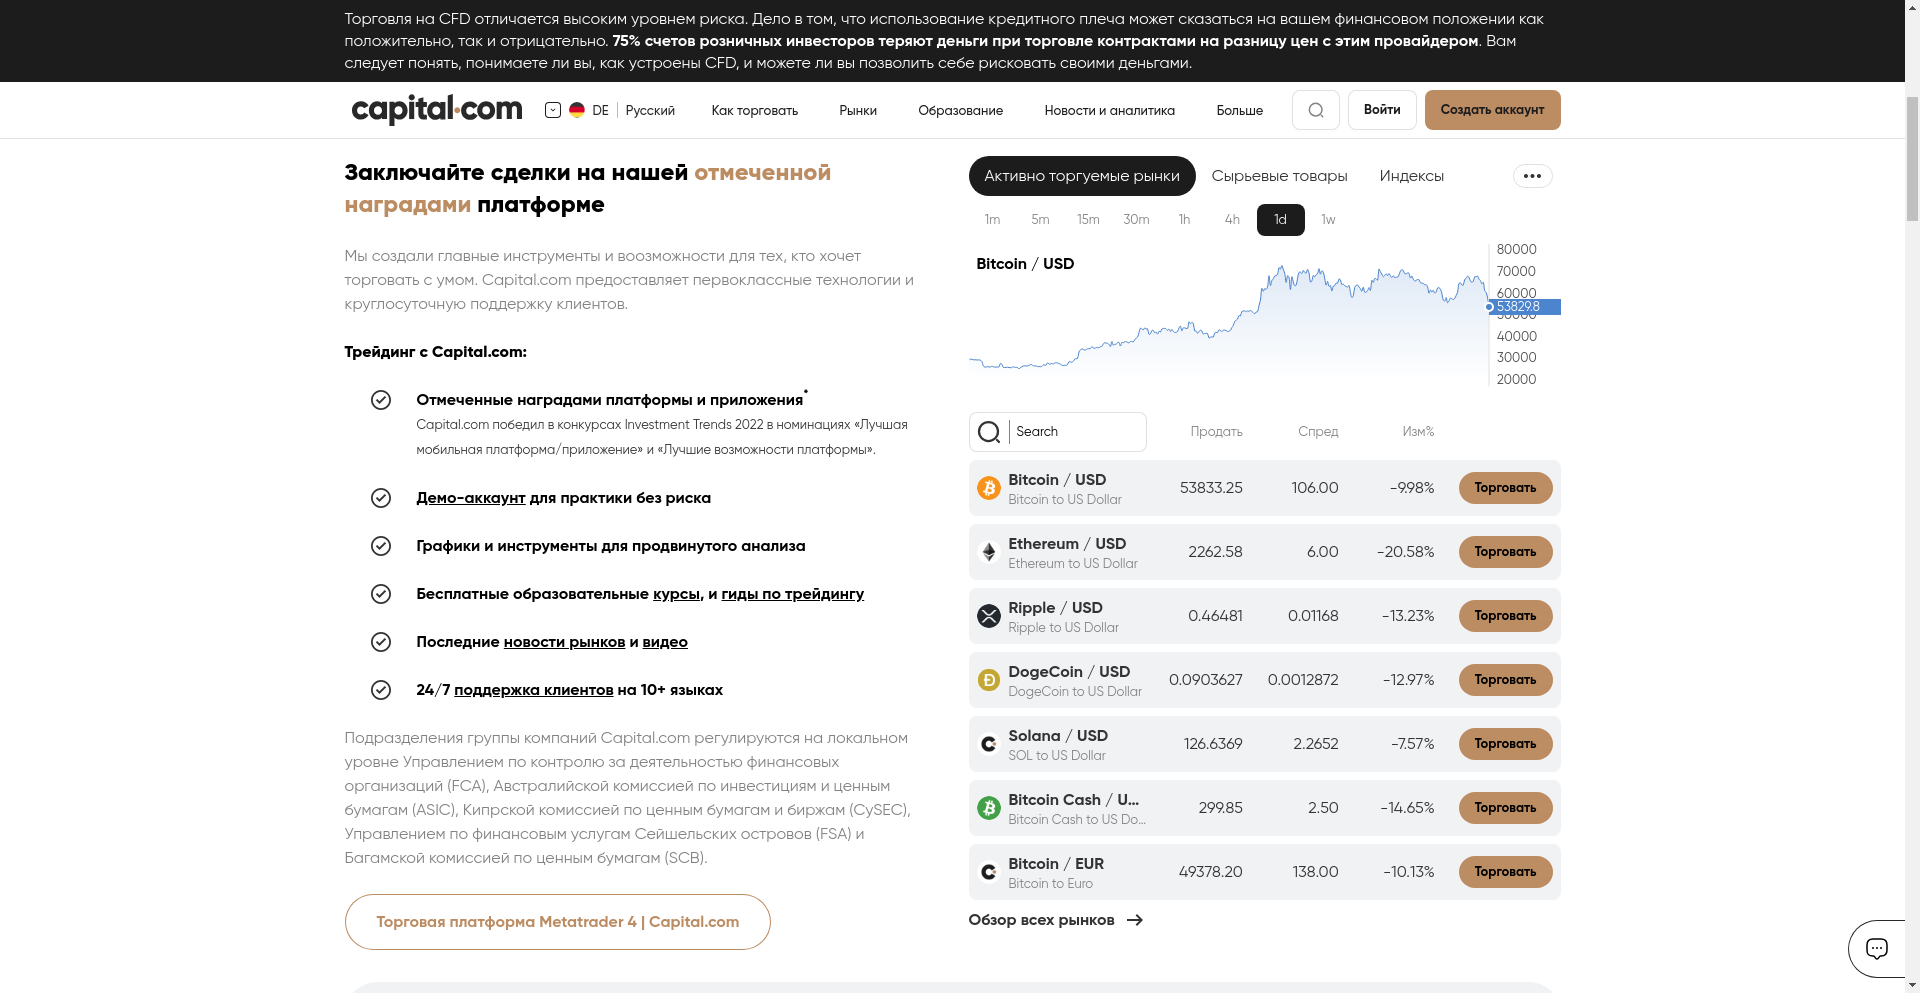 Торговля на CFD отличается высоким уровнем риска. Дело в том, что использование кредитного плеча может сказаться на вашем финансовом положении как
положительно, так и отрицательно. 75% счетов розничных инвесторов теряют деньги при торговле контрактами на разницу цен с этим провайдером. Вам
следует понять, понимаете ли вы, как устроены CFD, и можете ли вы позволить себе рисковать своими деньгами.
capital.com DE Русский Как торговать Рынки Образование Новости и аналитика Больше Войти Создать аккаунт
Заключайте сделки на нашей отмеченной
наградами платформе
Мы создали главные инструменты и воозможности для тех, кто хочет
торговать с умом. Capital.com предоставляет первоклассные технологии и
круглосуточную поддержку клиентов.
Трейдинг с Capital.com:
Отмеченные наградами платформы и приложения*
Capital.com победил в конкурсах Investment Trends 2022 в номинациях «Лучшая
мобильная платформа/приложение» и «Лучшие возможности платформы».
Демо-аккаунт для практики без риска
Графики и инструменты для продвинутого анализа
Бесплатные образовательные курсы, и гиды по трейдингу
Последние новости рынков и видео
24/7 поддержка клиентов на 10+ языках
Подразделения группы компаний Capital.com регулируются на локальном
уровне Управлением по контролю за деятельностью финансовых
организаций (FCA), Австралийской комиссией по инвестициям и ценным
бумагам (ASIC), Кипрской комиссией по ценным бумагам и биржам (CySEC),
Управлением по финансовым услугам Сейшельских островов (FSA) и
Багамской комиссией по ценным бумагам (SCB).
Торговая платформа Metatrader 4 | Capital.com
Активно торгуемые рынки Сырьевые товары Индексы
1m 5m 15m 30m 1h 4h 1d 1w
Bitcoin / USD
80000
70000
60000
53829.8
50000
40000
30000
20000
Search Продать Спред Изм%
Bitcoin / USD 53833.25 106.00 -9.98% Торговать
Bitcoin to US Dollar
Ethereum / USD 2262.58 6.00 -20.58% Торговать
Ethereum to US Dollar
Ripple / USD 0.46481 0.01168 -13.23% Торговать
Ripple to US Dollar
DogeCoin / USD 0.0903627 0.0012872 -12.97% Торговать
DogeCoin to US Dollar
Solana / USD 126.6369 2.2652 -7.57% Торговать
SOL to US Dollar
Bitcoin Cash / U... 299.85 2.50 -14.65% Торговать
Bitcoin Cash to US Do...
Bitcoin / EUR 49378.20 138.00 -10.13% Торговать
Bitcoin to Euro
Обзор всех рынков